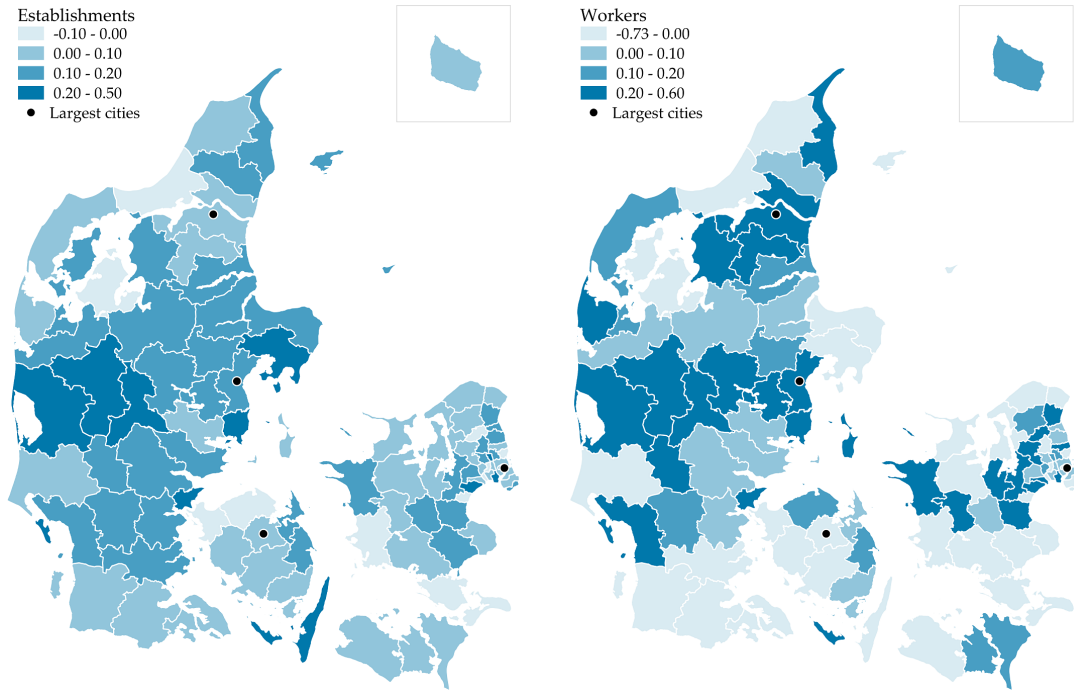 Establishments
-0.10 - 0.00
0.00 - 0.10
0.10 - 0.20
0.20 - 0.50
Largest cities
Workers
-0.73 - 0.00
0.00 - 0.10
0.10 - 0.20
0.20 - 0.60
Largest cities